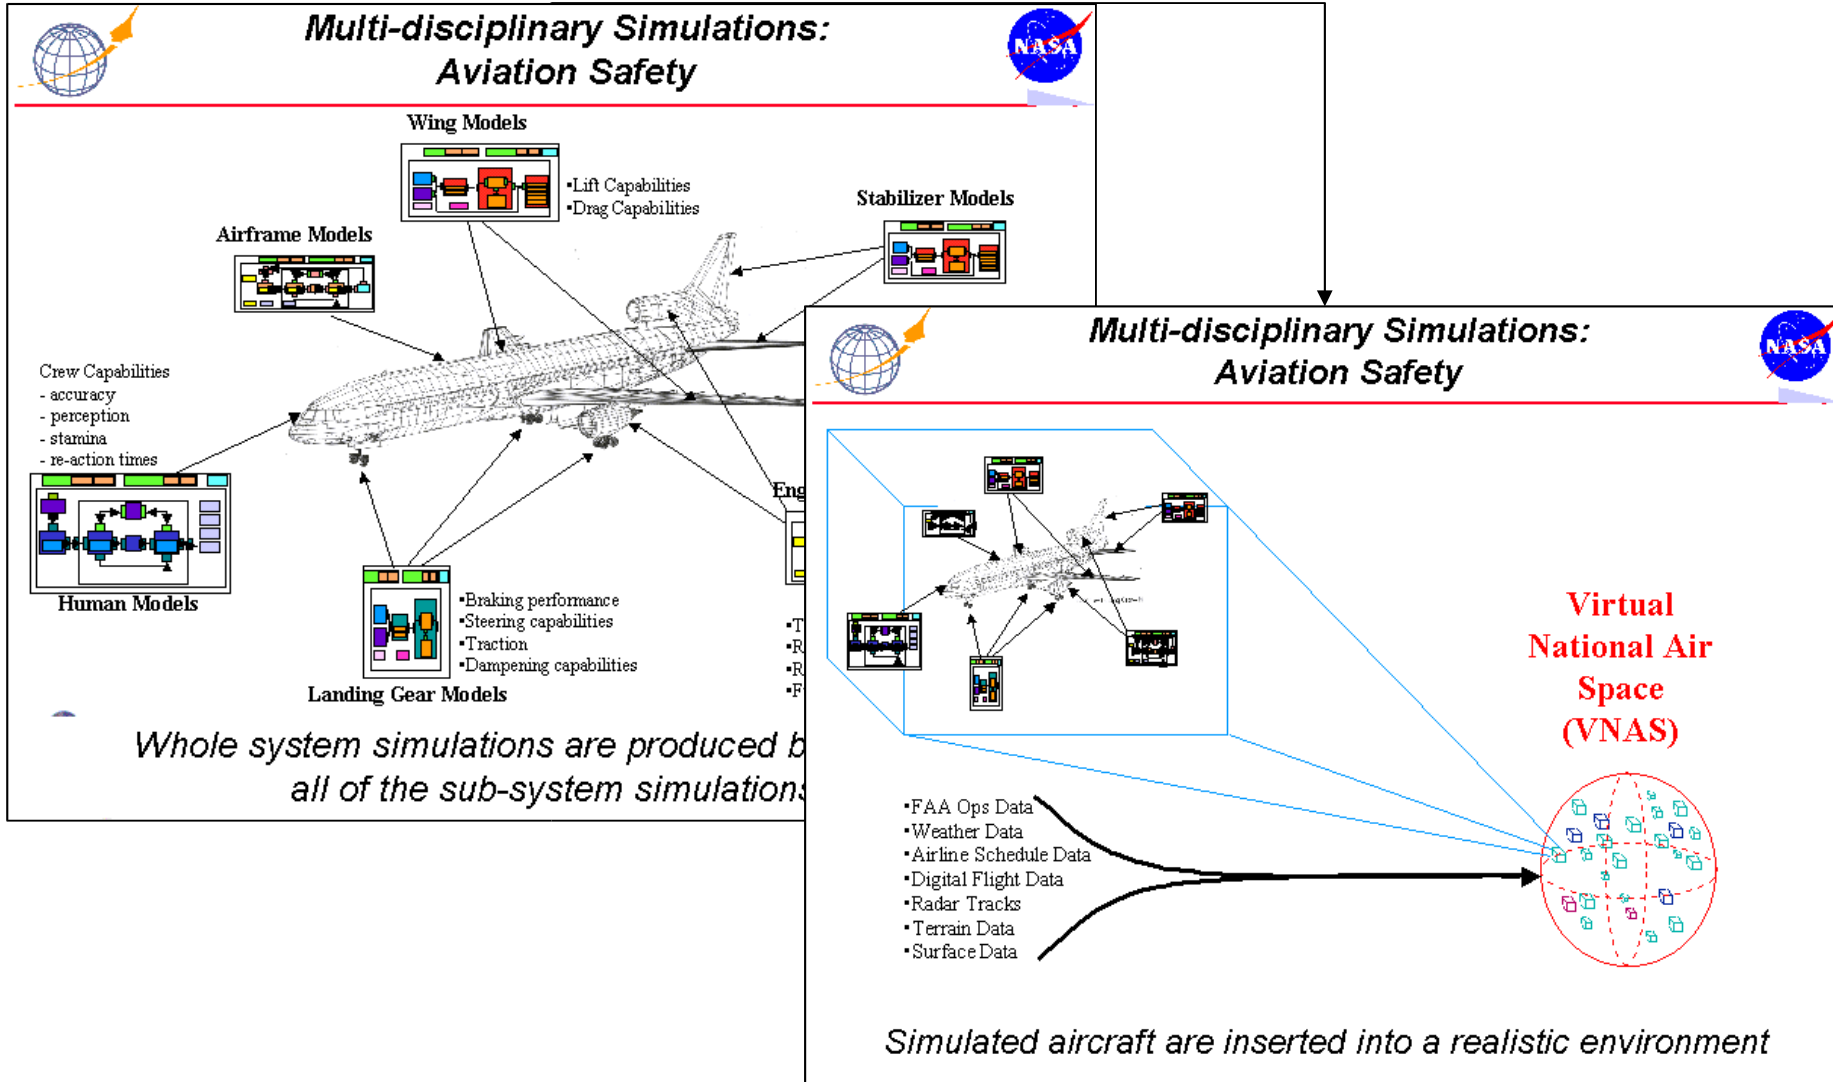 Multi-disciplinary Simulations:
Aviation Safety
NASA
Wing Models
▪Lift Capabilities
▪Drag Capabilities
Stabilizer Models
Airframe Models
Crew Capabilities
- accuracy
- perception
- stamina
- re-action times
Human Models
Eng
▪Braking performance
▪Steering capabilities
▪Traction
▪Dampening capabilities
Landing Gear Models
▪T
▪R
▪R
▪F
Whole system simulations are produced b
all of the sub-system simulations
Multi-disciplinary Simulations:
Aviation Safety
NASA
Virtual
National Air
Space
(VNAS)
▪FAA Ops Data
▪Weather Data
▪Airline Schedule Data
▪Digital Flight Data
▪Radar Tracks
▪Terrain Data
▪Surface Data
Simulated aircraft are inserted into a realistic environment